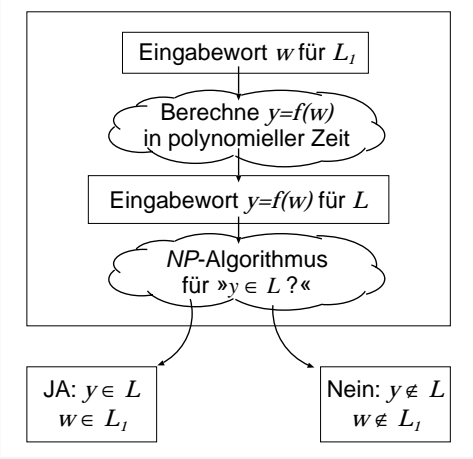 Eingabewort w für L₁
Berechne y=f(w)
in polynomieller Zeit
Eingabewort y=f(w) für L
NP-Algorithmus
für »y ∈ L ?«
JA: y ∈ L
w ∈ L₁
Nein: y ∉ L
w ∉ L₁